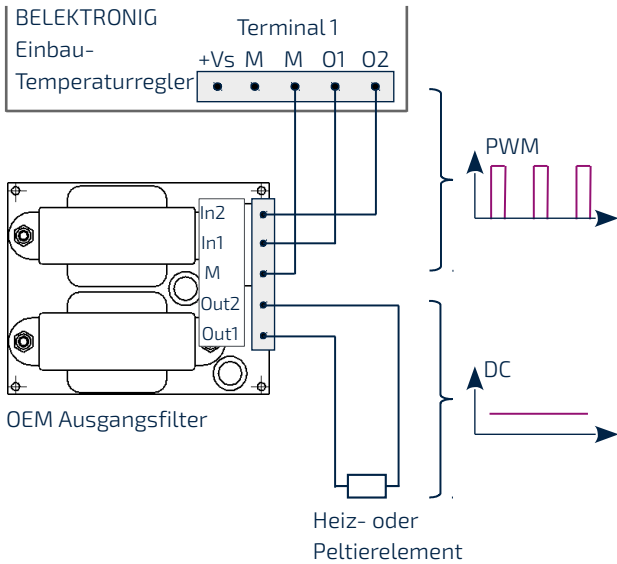 BELEKTRONIG
Einbau-
Temperaturregler
Terminal 1
+Vs M M O1 O2
PWM
In2
In1
M
Out2
Out1
DC
OEM Ausgangsfilter
Heiz- oder
Peltierelement